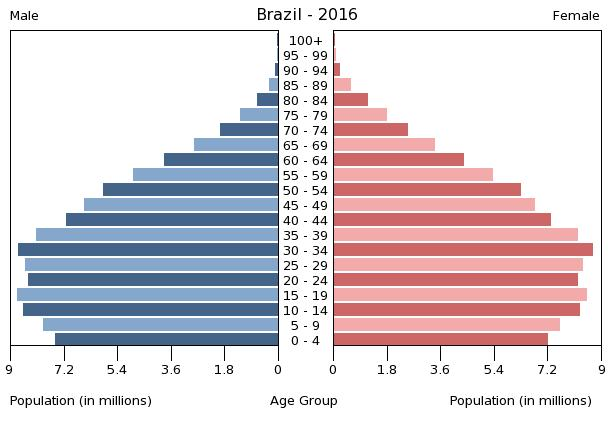 Male Brazil - 2016 Female
100+
95 - 99
90 - 94
85 - 89
80 - 84
75 - 79
70 - 74
65 - 69
60 - 64
55 - 59
50 - 54
45 - 49
40 - 44
35 - 39
30 - 34
25 - 29
20 - 24
15 - 19
10 - 14
5 - 9
0 - 4
9 7.2 5.4 3.6 1.8 0 0 1.8 3.6 5.4 7.2 9
Population (in millions) Age Group Population (in millions)